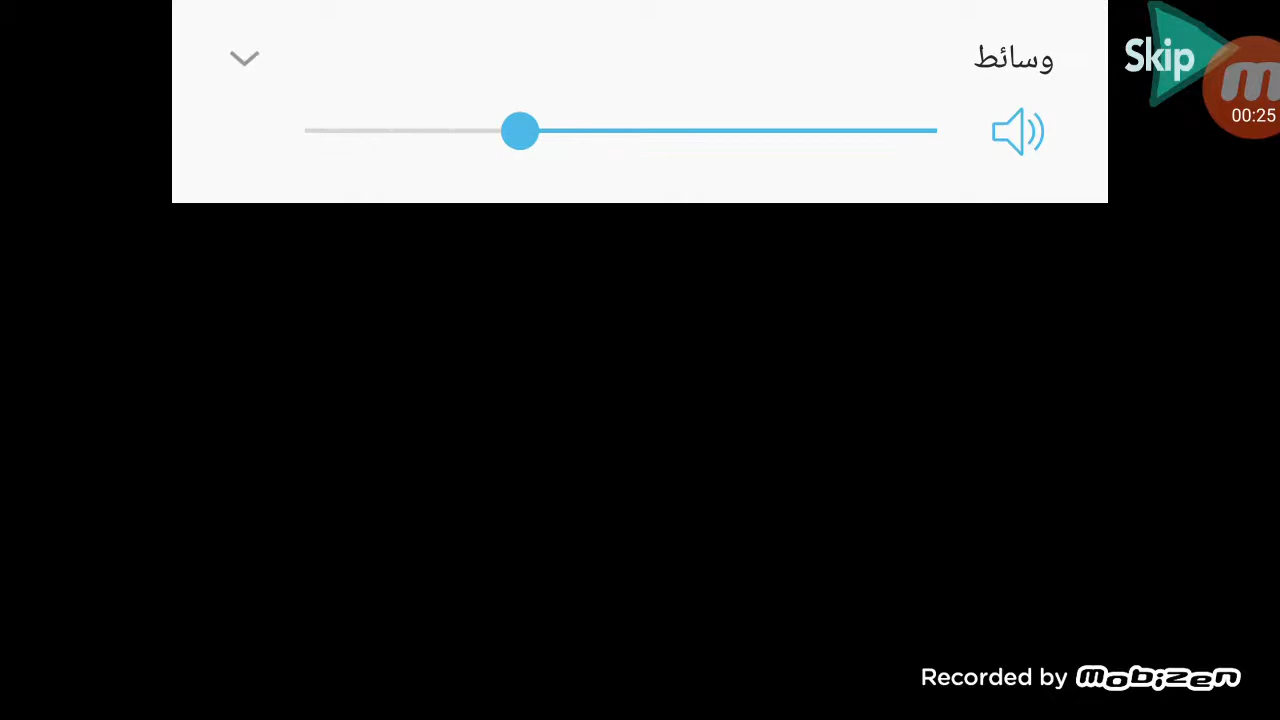 وسائط
Skip
00:25
Recorded by mobizen